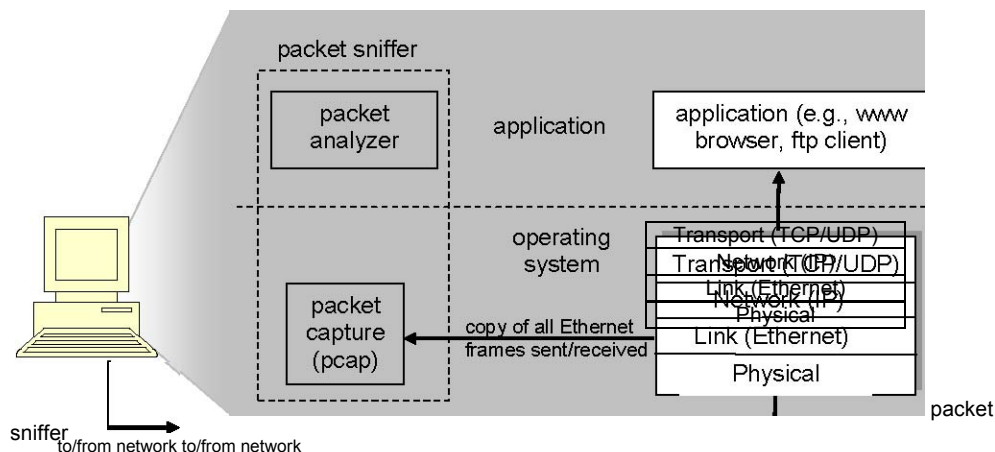 packet sniffer
packet
analyzer
application
application (e.g., www
browser, ftp client)
operating
system
Transport (TCP/UDP)
Network (IP)
Link (Ethernet)
Physical
Transport (TCP/UDP)
Network (IP)
Link (Ethernet)
Physical
packet
capture
(pcap)
copy of all Ethernet
frames sent/received
packet
sniffer
to/from network to/from network